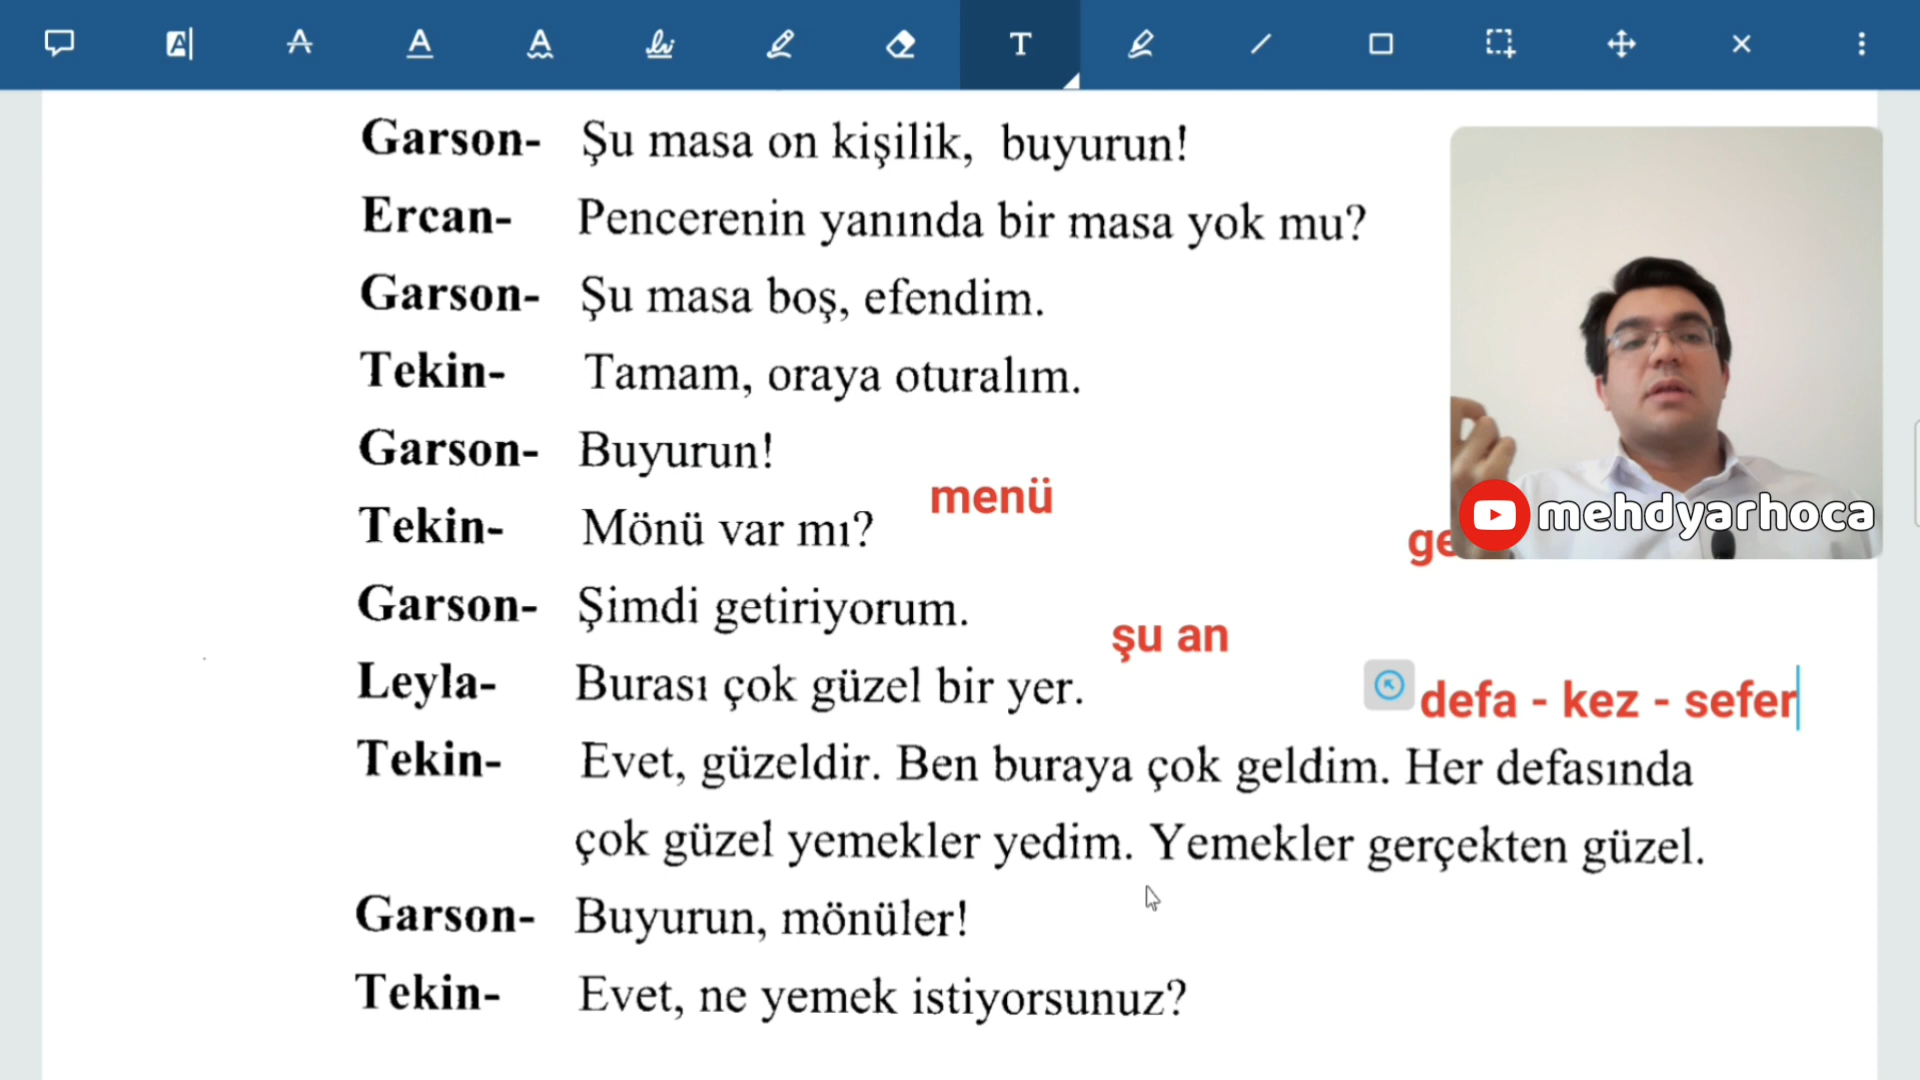 Garson- Şu masa on kişilik, buyurun!
Ercan- Pencerenin yanında bir masa yok mu?
Garson- Şu masa boş, efendim.
Tekin- Tamam, oraya oturalım.
Garson- Buyurun!
menü
mehdyarhoca
Tekin- Mönü var mı?
Garson- Şimdi getiriyorum.
şu an
Leyla- Burası çok güzel bir yer.
defa - kez - sefer
Tekin- Evet, güzeldir. Ben buraya çok geldim. Her defasında
çok güzel yemekler yedim. Yemekler gerçekten güzel.
Garson- Buyurun, mönüler!
Tekin- Evet, ne yemek istiyorsunuz?